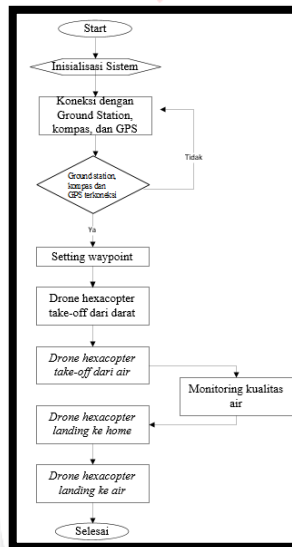 Start
Inisialisasi Sistem
Koneksi dengan
Ground Station,
kompas, dan GPS
Tidak
Ground station,
kompas dan
GPS terkoneksi
Ya
Setting waypoint
Drone hexacopter
take-off dari darat
Drone hexacopter
take-off dari air
Monitoring kualitas
air
Drone hexacopter
landing ke home
Drone hexacopter
landing ke air
Selesai